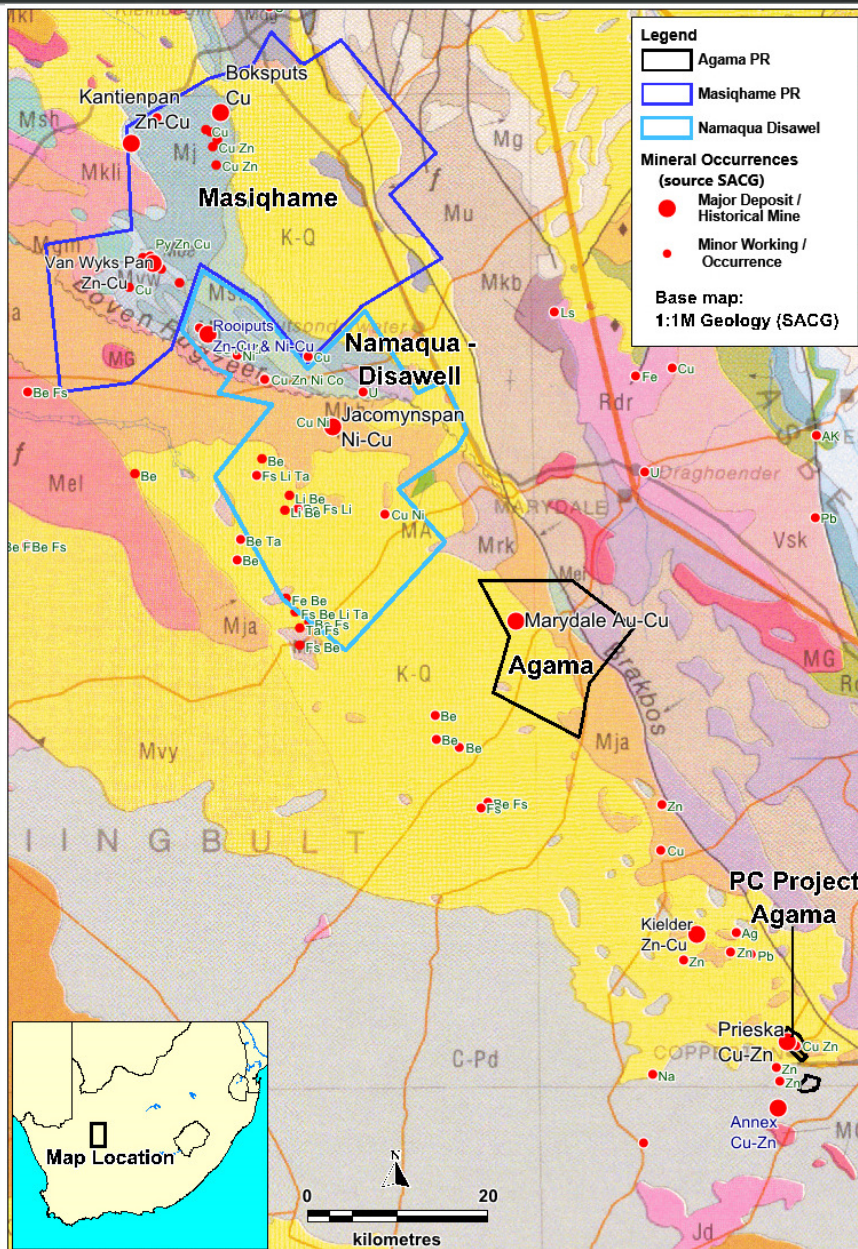 Legend
Agama PR
Masiqhame PR
Namaqua Disawel
Mineral Occurrences
(source SACG)
Major Deposit /
Historical Mine
Minor Working /
Occurrence
Base map:
1:1M Geology (SACG)
Boksputs
Cu
Kantienpan
Zn-Cu
Cu
Cu Zn
Cu Zn
Msh
Mj
Mkli
Mg
Mu
f
Masiqhame
K-Q
Mgm
Py Zn Cu
Van Wyks Pan
Zn-Cu
Mvw
Cu
Mkb
Ls
Rooiputs
Zn-Cu & Ni-Cu
Ni
Cu
MG
Namaqua -
Disawell
Cu Zn Ni Co
U
Be Fs
Fe
Cu
Rdr
Cu Ni
Jacomynspan
Ni-Cu
AK
f
Mel
Be
Be
Fs Li Ta
Li Be
Li Be
Fs Li
Cu Ni
U
Draghoender
MARYDALE
Pb
Vsk
Be Ta
Be
MA
Mrk
Fe Be
Fs Be Li Ta
Ta Fs
Fs Be
Mja
Marydale Au-Cu
Agama
MG
Brakbos
K-Q
Be
Be
Be
Mja
Mvy
Be Fs
Fs
Zn
Cu
IINGBULT
PC Project
Agama
Kielder
Zn-Cu
Ag
Zn
Zn
Pb
Prieska
Cu-Zn
Cu Zn
C-Pd
Na
Zn
Zn
Annex
Cu-Zn
Jd
Map Location
N
0
20
kilometres